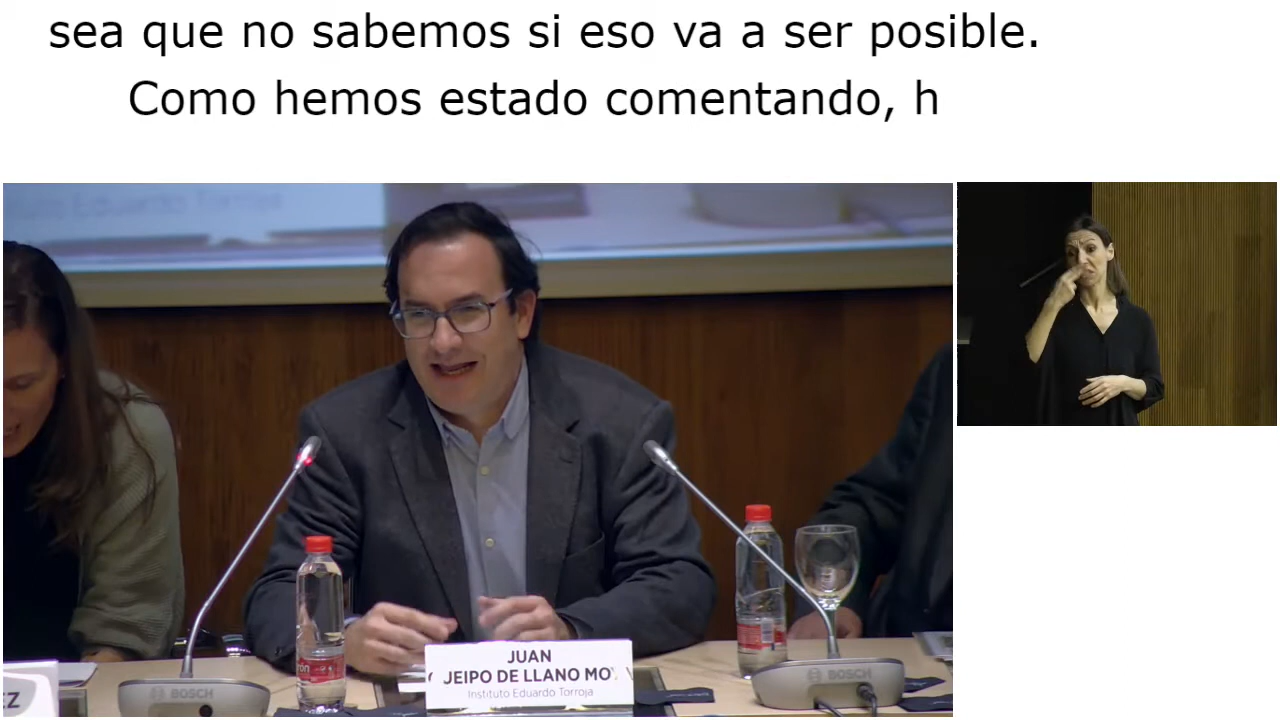 sea que no sabemos si eso va a ser posible.
Como hemos estado comentando, h
JUAN
JEIPO DE LLANO MO
Instituto Eduardo Torroja
BOSCH
BOSCH
EZ